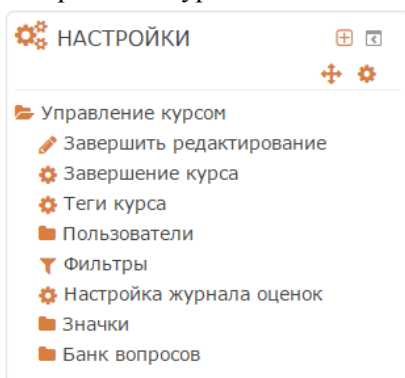 НАСТРОЙКИ
Управление курсом
Завершить редактирование
Завершение курса
Теги курса
Пользователи
Фильтры
Настройка журнала оценок
Значки
Банк вопросов